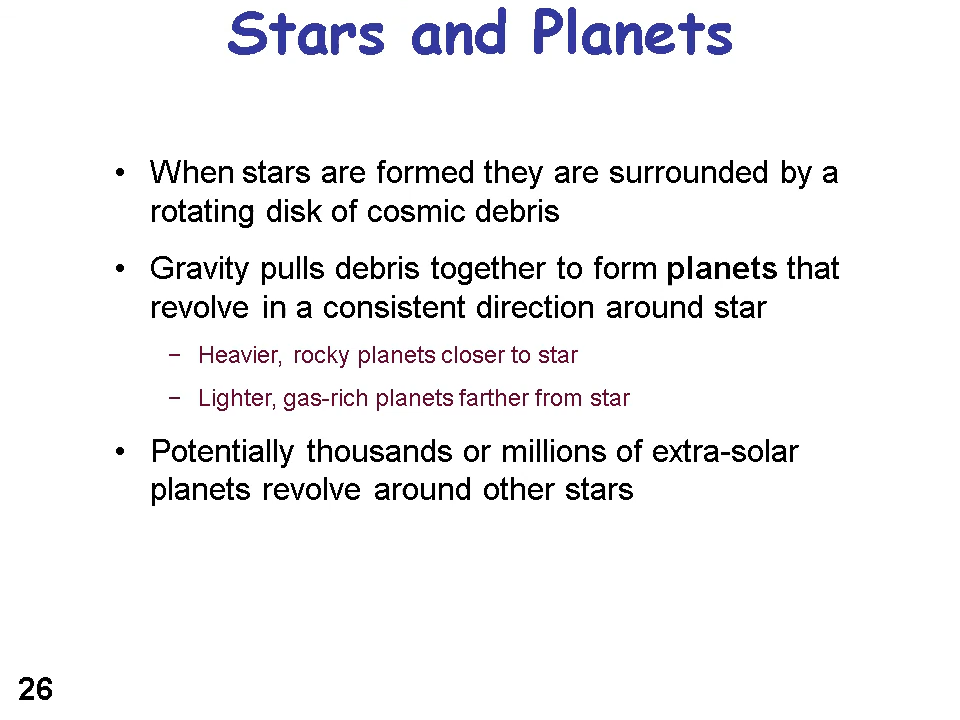 Stars and Planets
• When stars are formed they are surrounded by a
rotating disk of cosmic debris
• Gravity pulls debris together to form planets that
revolve in a consistent direction around star
− Heavier, rocky planets closer to star
− Lighter, gas-rich planets farther from star
• Potentially thousands or millions of extra-solar
planets revolve around other stars
26